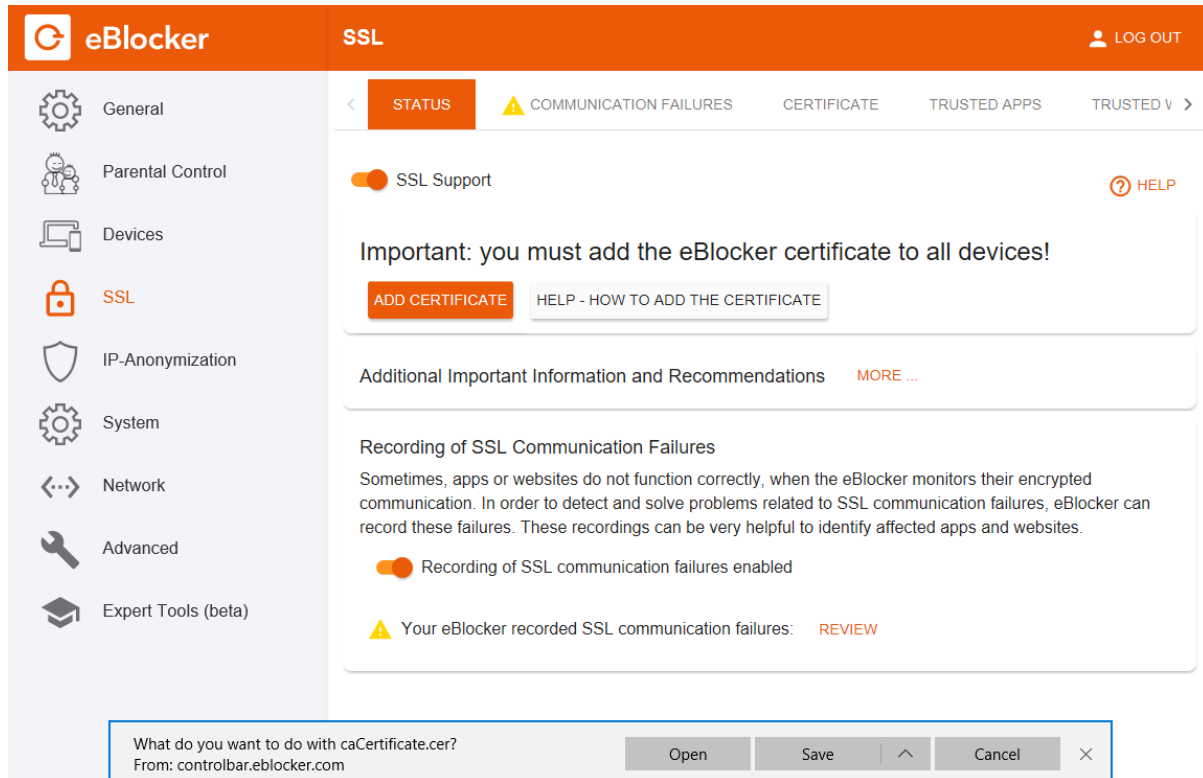 eBlocker
SSL
LOG OUT
General
Parental Control
Devices
SSL
IP-Anonymization
System
Network
Advanced
Expert Tools (beta)
STATUS
COMMUNICATION FAILURES
CERTIFICATE
TRUSTED APPS
TRUSTED
SSL Support
HELP
Important: you must add the eBlocker certificate to all devices!
ADD CERTIFICATE
HELP - HOW TO ADD THE CERTIFICATE
Additional Important Information and Recommendations
MORE ...
Recording of SSL Communication Failures
Sometimes, apps or websites do not function correctly, when the eBlocker monitors their encrypted
communication. In order to detect and solve problems related to SSL communication failures, eBlocker can
record these failures. These recordings can be very helpful to identify affected apps and websites.
Recording of SSL communication failures enabled
Your eBlocker recorded SSL communication failures:
REVIEW
What do you want to do with caCertificate.cer?
From: controlbar.eblocker.com
Open
Save
Cancel